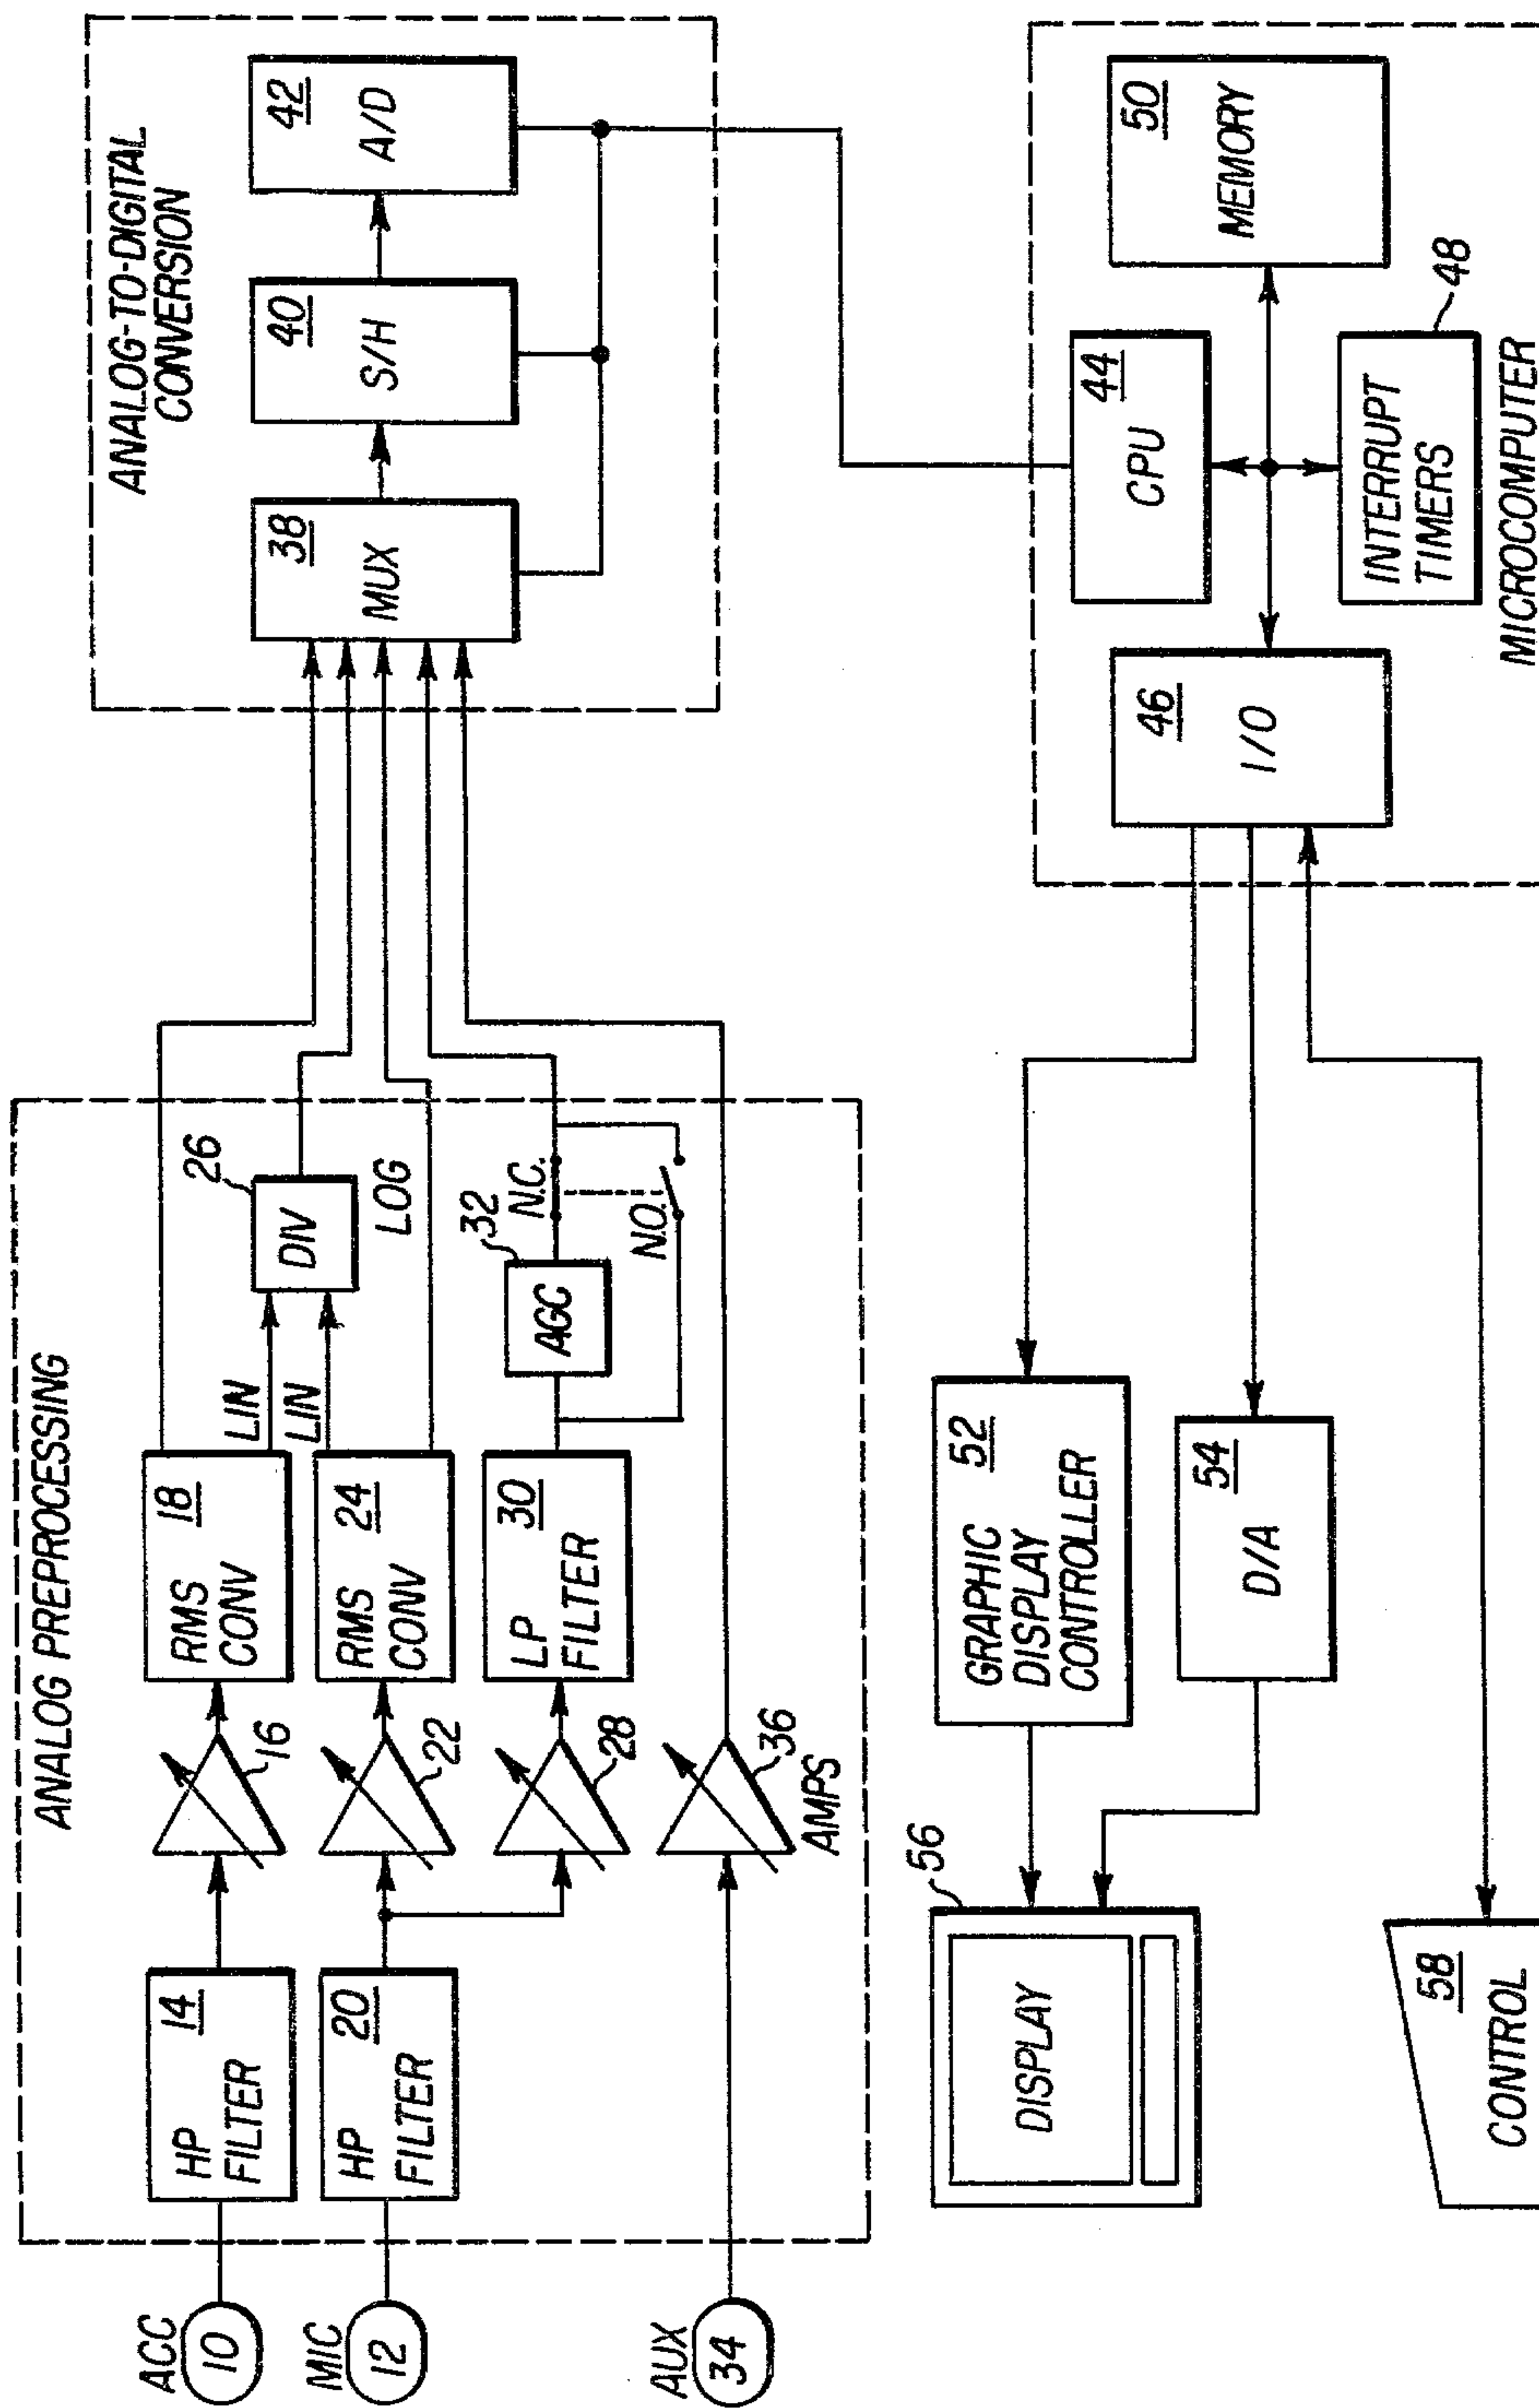 ANALOG PREPROCESSING
ACC
10
HP
FILTER
14
16
RMS
CONV
18
LIN
LIN
DIV
26
MIC
12
HP
FILTER
20
22
RMS
CONV
24
LOG
28
LP
FILTER
30
AGC
32
N.C.
N.O.
AUX
34
36
AMPS
ANALOG-TO-DIGITAL
CONVERSION
MUX
38
S/H
40
A/D
42
DISPLAY
56
GRAPHIC
DISPLAY
CONTROLLER
52
D/A
54
CONTROL
58
I/O
46
CPU
44
INTERRUPT
TIMERS
48
MEMORY
50
MICROCOMPUTER